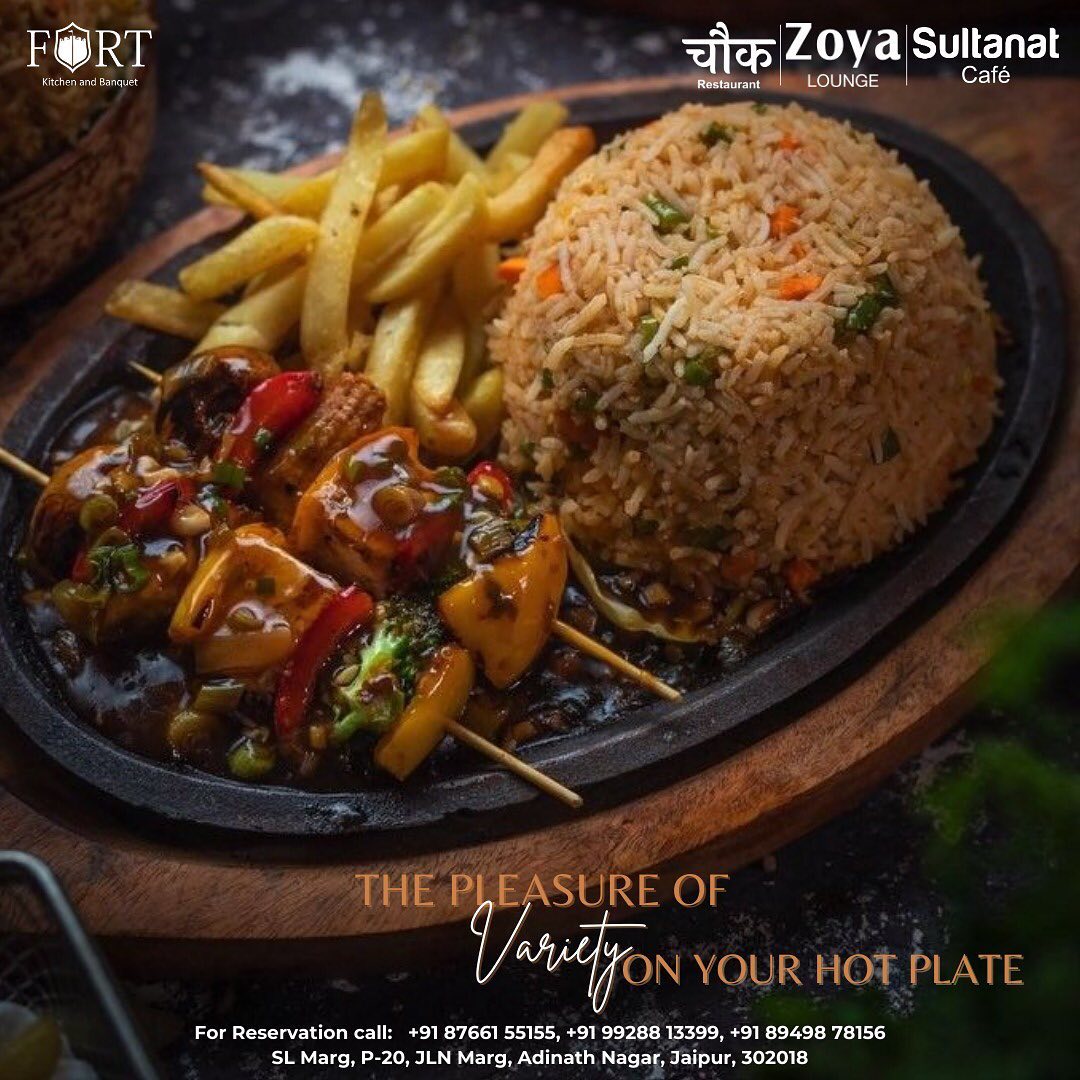 FORT
Kitchen and Banquet
चौक
Restaurant
Zoya
LOUNGE
Sultanat
Café
THE PLEASURE OF
Variety
ON YOUR HOT PLATE
For Reservation call: +91 87661 55155, +91 99288 13399, +91 89498 78156
SL Marg, P-20, JLN Marg, Adinath Nagar, Jaipur, 302018